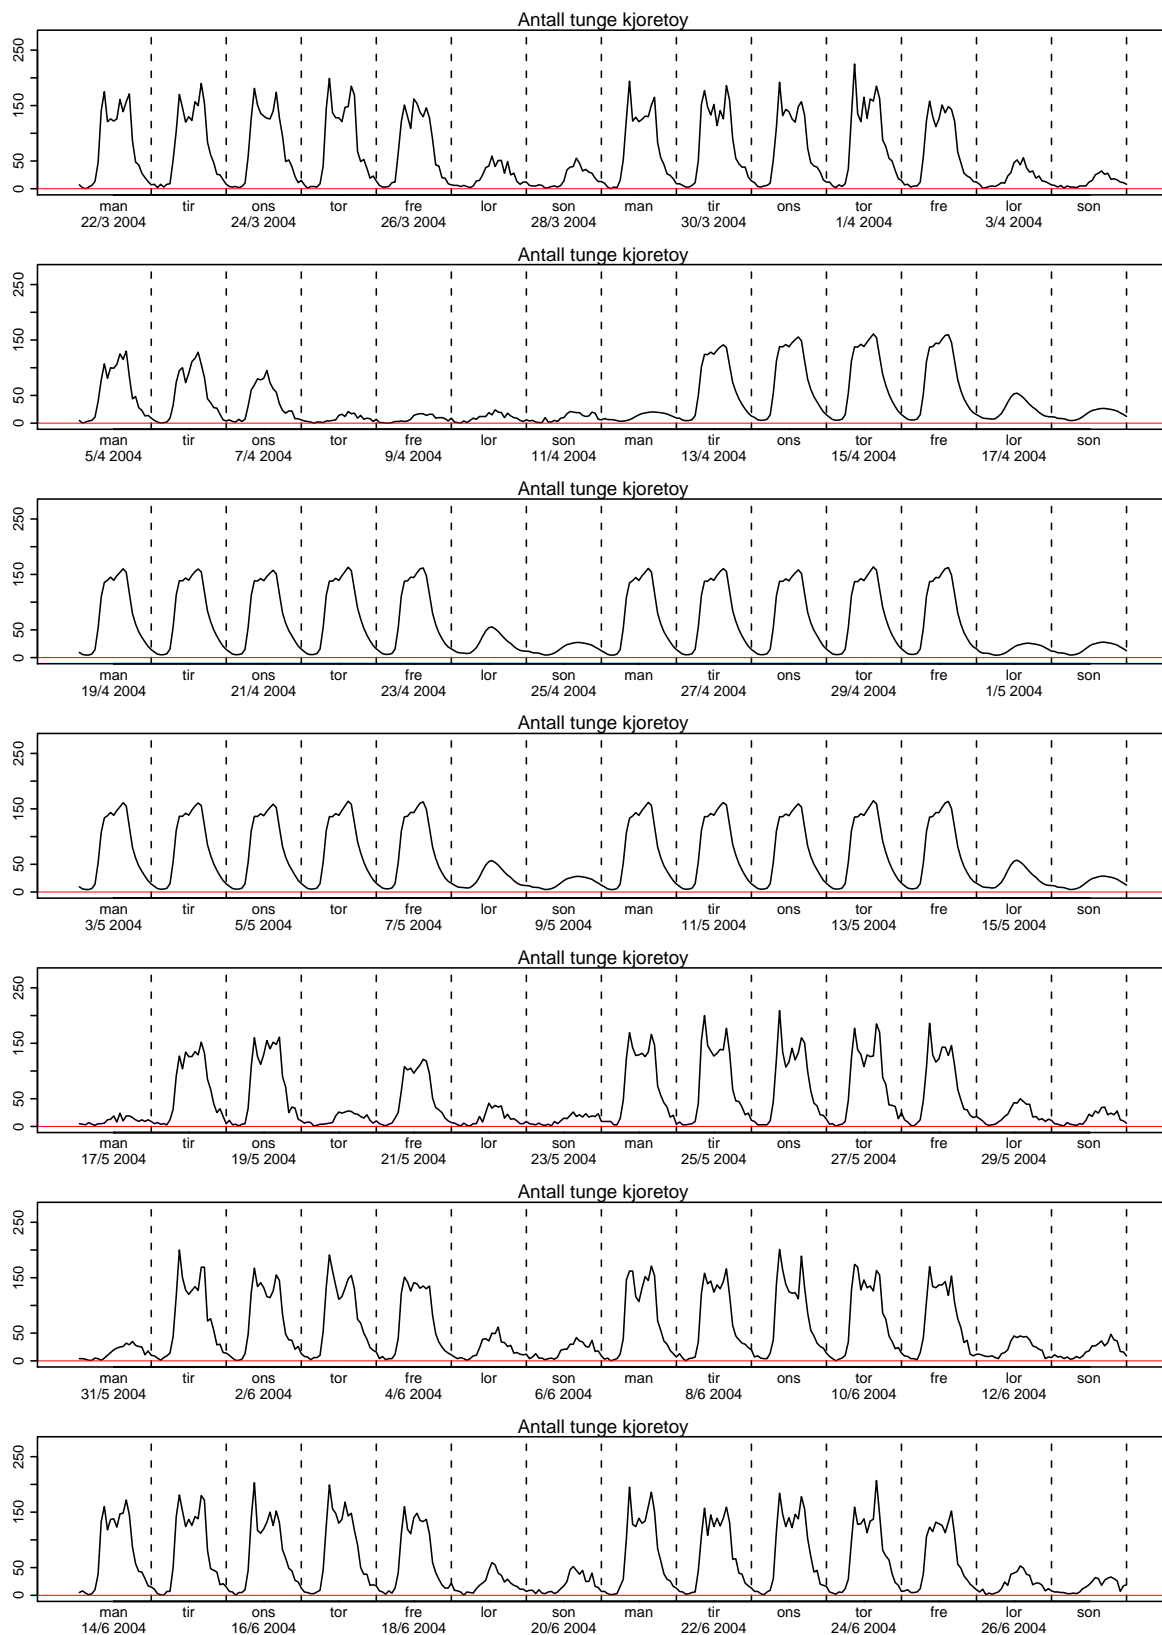 Antall tunge kjoretoy
0 50 150 250
man tir ons tor fre lor son man tir ons tor fre lor son
22/3 2004 24/3 2004 26/3 2004 28/3 2004 30/3 2004 1/4 2004 3/4 2004
Antall tunge kjoretoy
0 50 150 250
man tir ons tor fre lor son man tir ons tor fre lor son
5/4 2004 7/4 2004 9/4 2004 11/4 2004 13/4 2004 15/4 2004 17/4 2004
Antall tunge kjoretoy
0 50 150 250
man tir ons tor fre lor son man tir ons tor fre lor son
19/4 2004 21/4 2004 23/4 2004 25/4 2004 27/4 2004 29/4 2004 1/5 2004
Antall tunge kjoretoy
0 50 150 250
man tir ons tor fre lor son man tir ons tor fre lor son
3/5 2004 5/5 2004 7/5 2004 9/5 2004 11/5 2004 13/5 2004 15/5 2004
Antall tunge kjoretoy
0 50 150 250
man tir ons tor fre lor son man tir ons tor fre lor son
17/5 2004 19/5 2004 21/5 2004 23/5 2004 25/5 2004 27/5 2004 29/5 2004
Antall tunge kjoretoy
0 50 150 250
man tir ons tor fre lor son man tir ons tor fre lor son
31/5 2004 2/6 2004 4/6 2004 6/6 2004 8/6 2004 10/6 2004 12/6 2004
Antall tunge kjoretoy
0 50 150 250
man tir ons tor fre lor son man tir ons tor fre lor son
14/6 2004 16/6 2004 18/6 2004 20/6 2004 22/6 2004 24/6 2004 26/6 2004